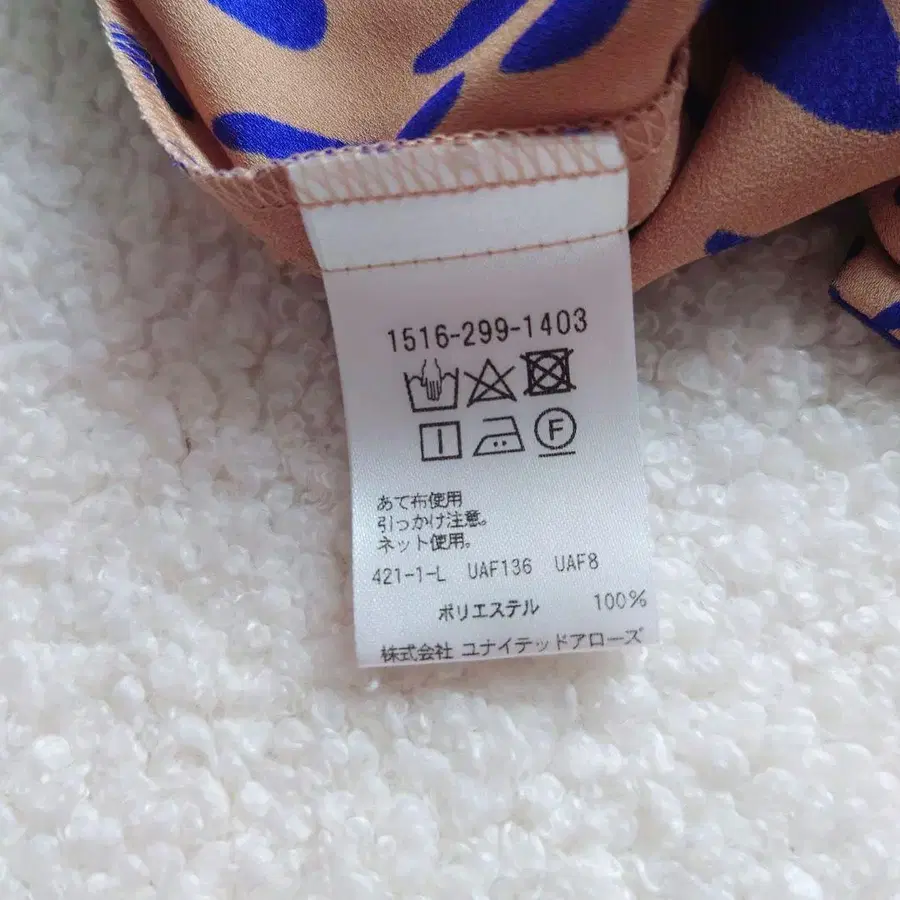 1516-299-1403
F
あて布使用
引っかけ注意。
ネット使用。
421-1-L UAF136 UAF8
ポリエステル 100%
株式会社 ユナイテッドアローズ